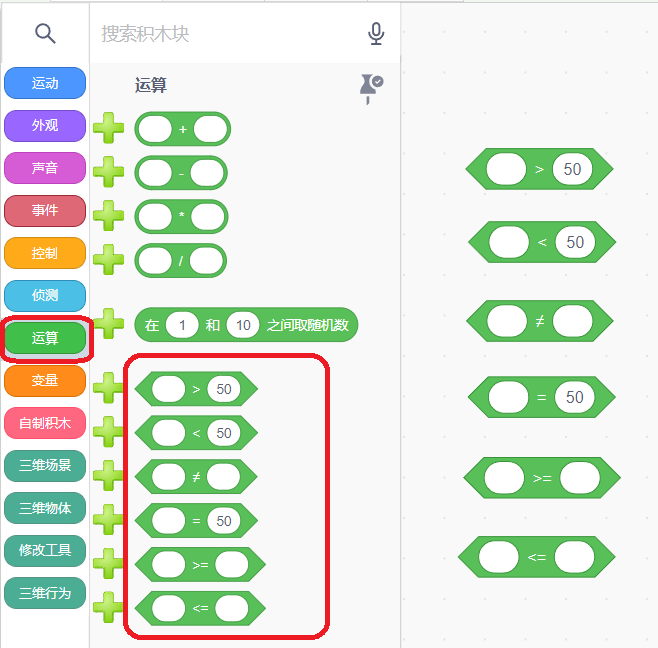 搜索积木块
运动
外观
声音
事件
控制
侦测
运算
变量
自制积木
三维场景
三维物体
修改工具
三维行为
运算
+
-
*
/
在 1 和 10 之间取随机数
> 50
< 50
≠
= 50
>=
<=
> 50
< 50
≠
= 50
>=
<=